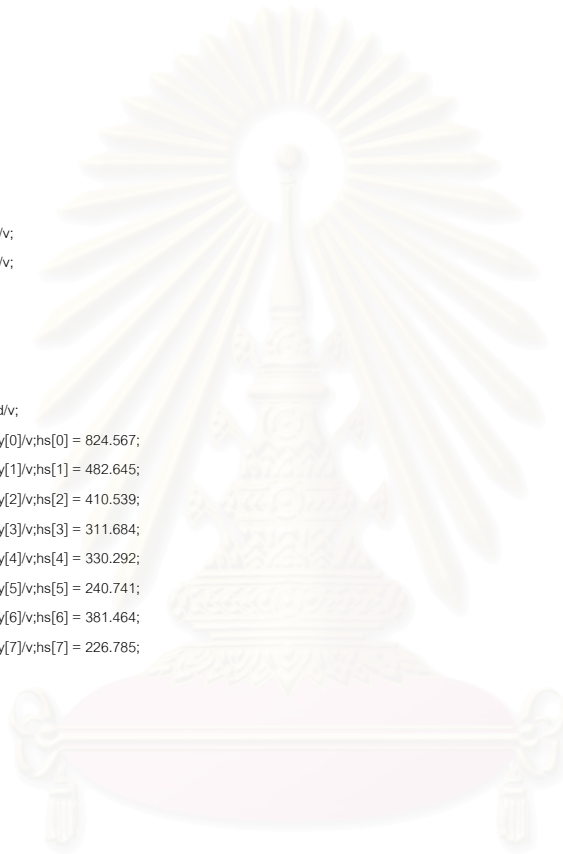 /v;
/v;
d/v;
y[0]/v;hs[0] = 824.567;
y[1]/v;hs[1] = 482.645;
y[2]/v;hs[2] = 410.539;
y[3]/v;hs[3] = 311.684;
y[4]/v;hs[4] = 330.292;
y[5]/v;hs[5] = 240.741;
y[6]/v;hs[6] = 381.464;
y[7]/v;hs[7] = 226.785;